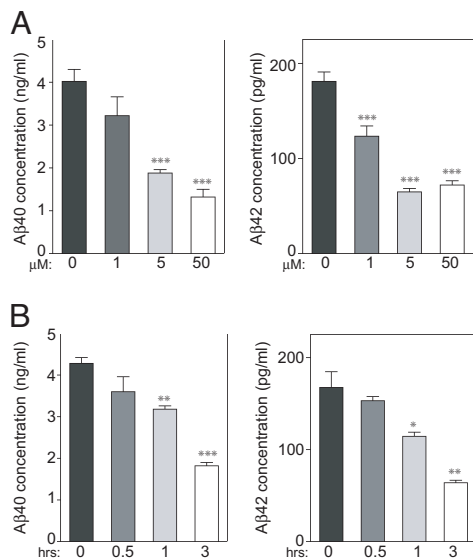 A
Aβ40 concentration (ng/ml)
5
4
3
2
1
0
***
***
μM: 0 1 5 50
Aβ42 concentration (pg/ml)
200
100
0
***
***
***
μM: 0 1 5 50
B
Aβ40 concentration (ng/ml)
5
4
3
2
1
0
**
***
hrs: 0 0.5 1 3
Aβ42 concentration (pg/ml)
200
100
0
*
**
hrs: 0 0.5 1 3